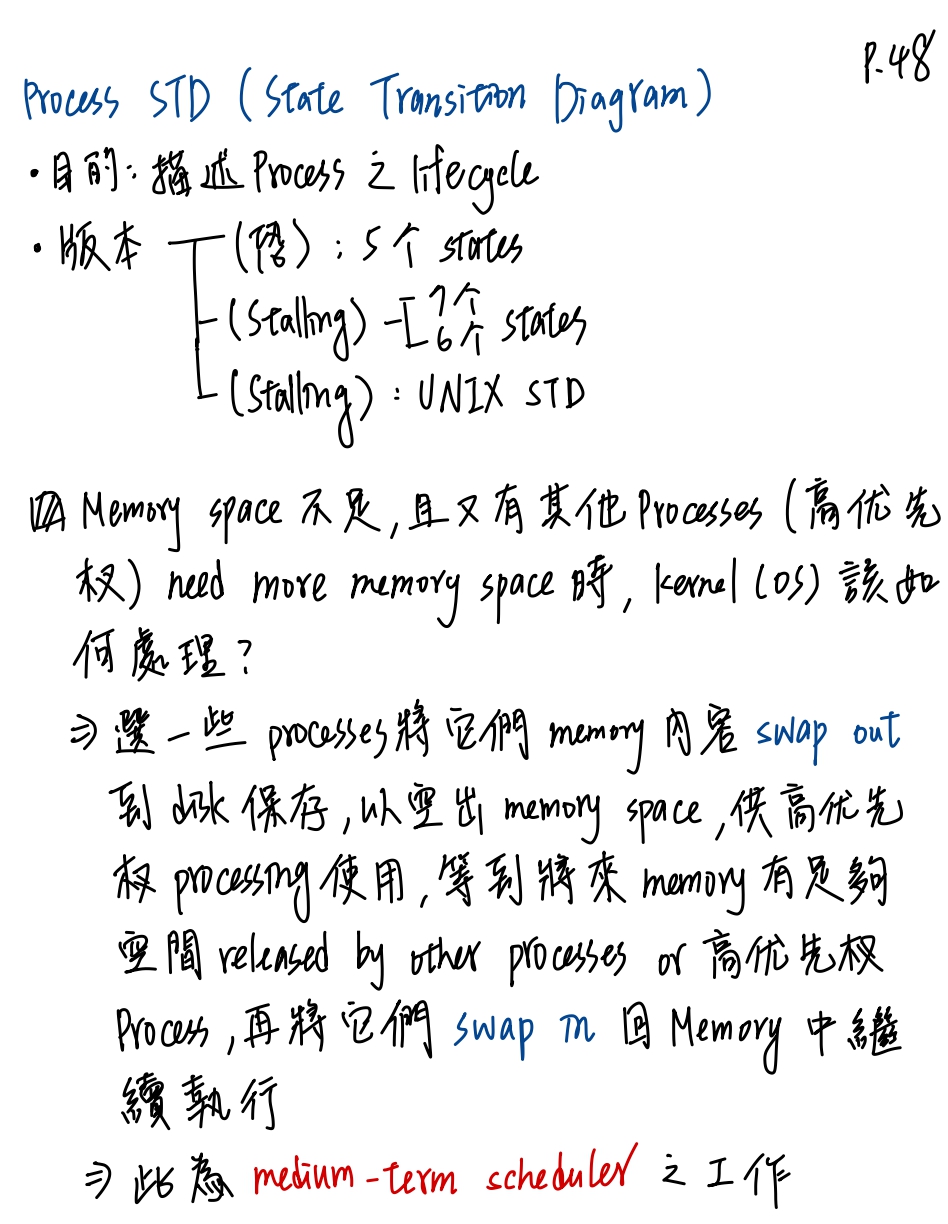 P.48
Process STD (State Transition Diagram)
・目的: 描述 Process 之 lifecycle
・版本 (恐): 5个 states
(Stalling) 7个
6个 states
(Stalling): UNIX STD
Memory space 不足, 且又有其他 Processes (高优先
权) need more memory space 時, kernel (OS) 該如
何處理?
⇒ 選一些 processes 將它們 memory 內容 swap out
到 disk 保存, 以空出 memory space, 供高优先
权 processing 使用, 等到將來 memory 有足夠
空間 released by other processes or 高优先权
Process, 再將它們 swap in 回 Memory 中繼
續執行
⇒ 此為 medium-term scheduler 之工作